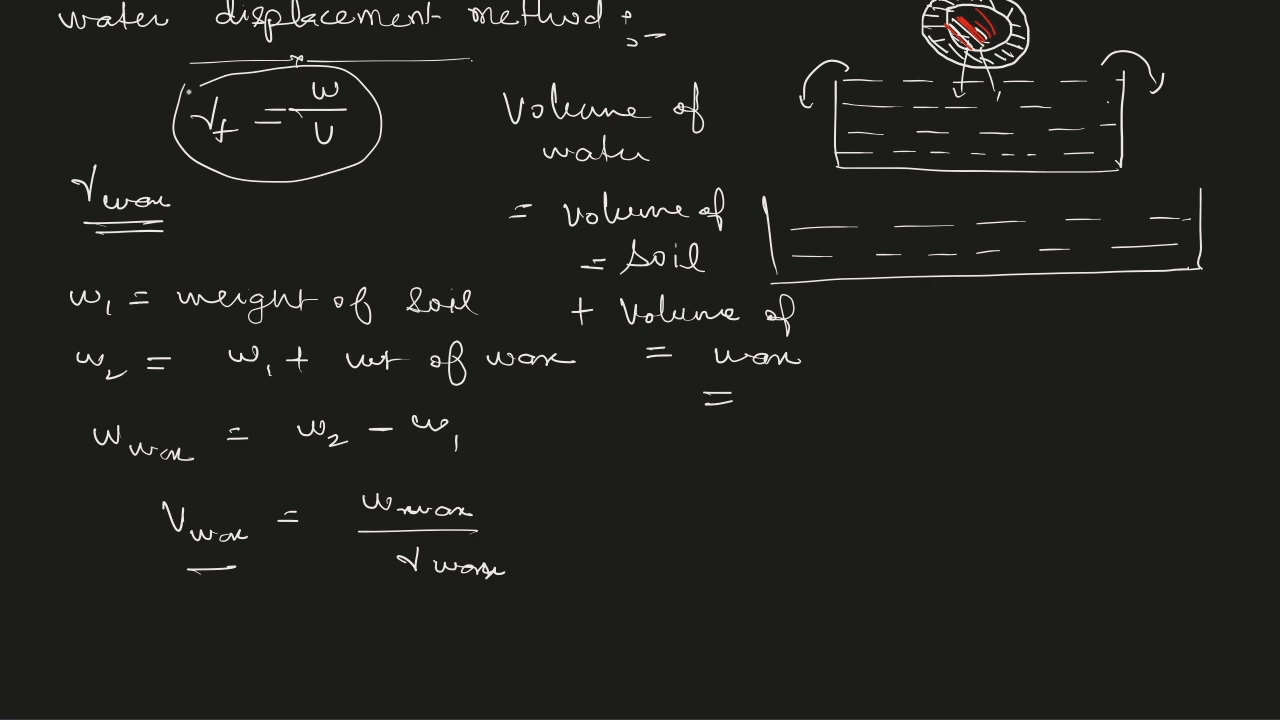 water displacement method :-
γt = w/V
γwax
Volume of
water
= volume of
= soil
+ Volume of
= wax
=
w1 = weight of soil
w2 = w1 + wt of wax
Wwax = w2 - w1
Vwax = Wwax/γwax